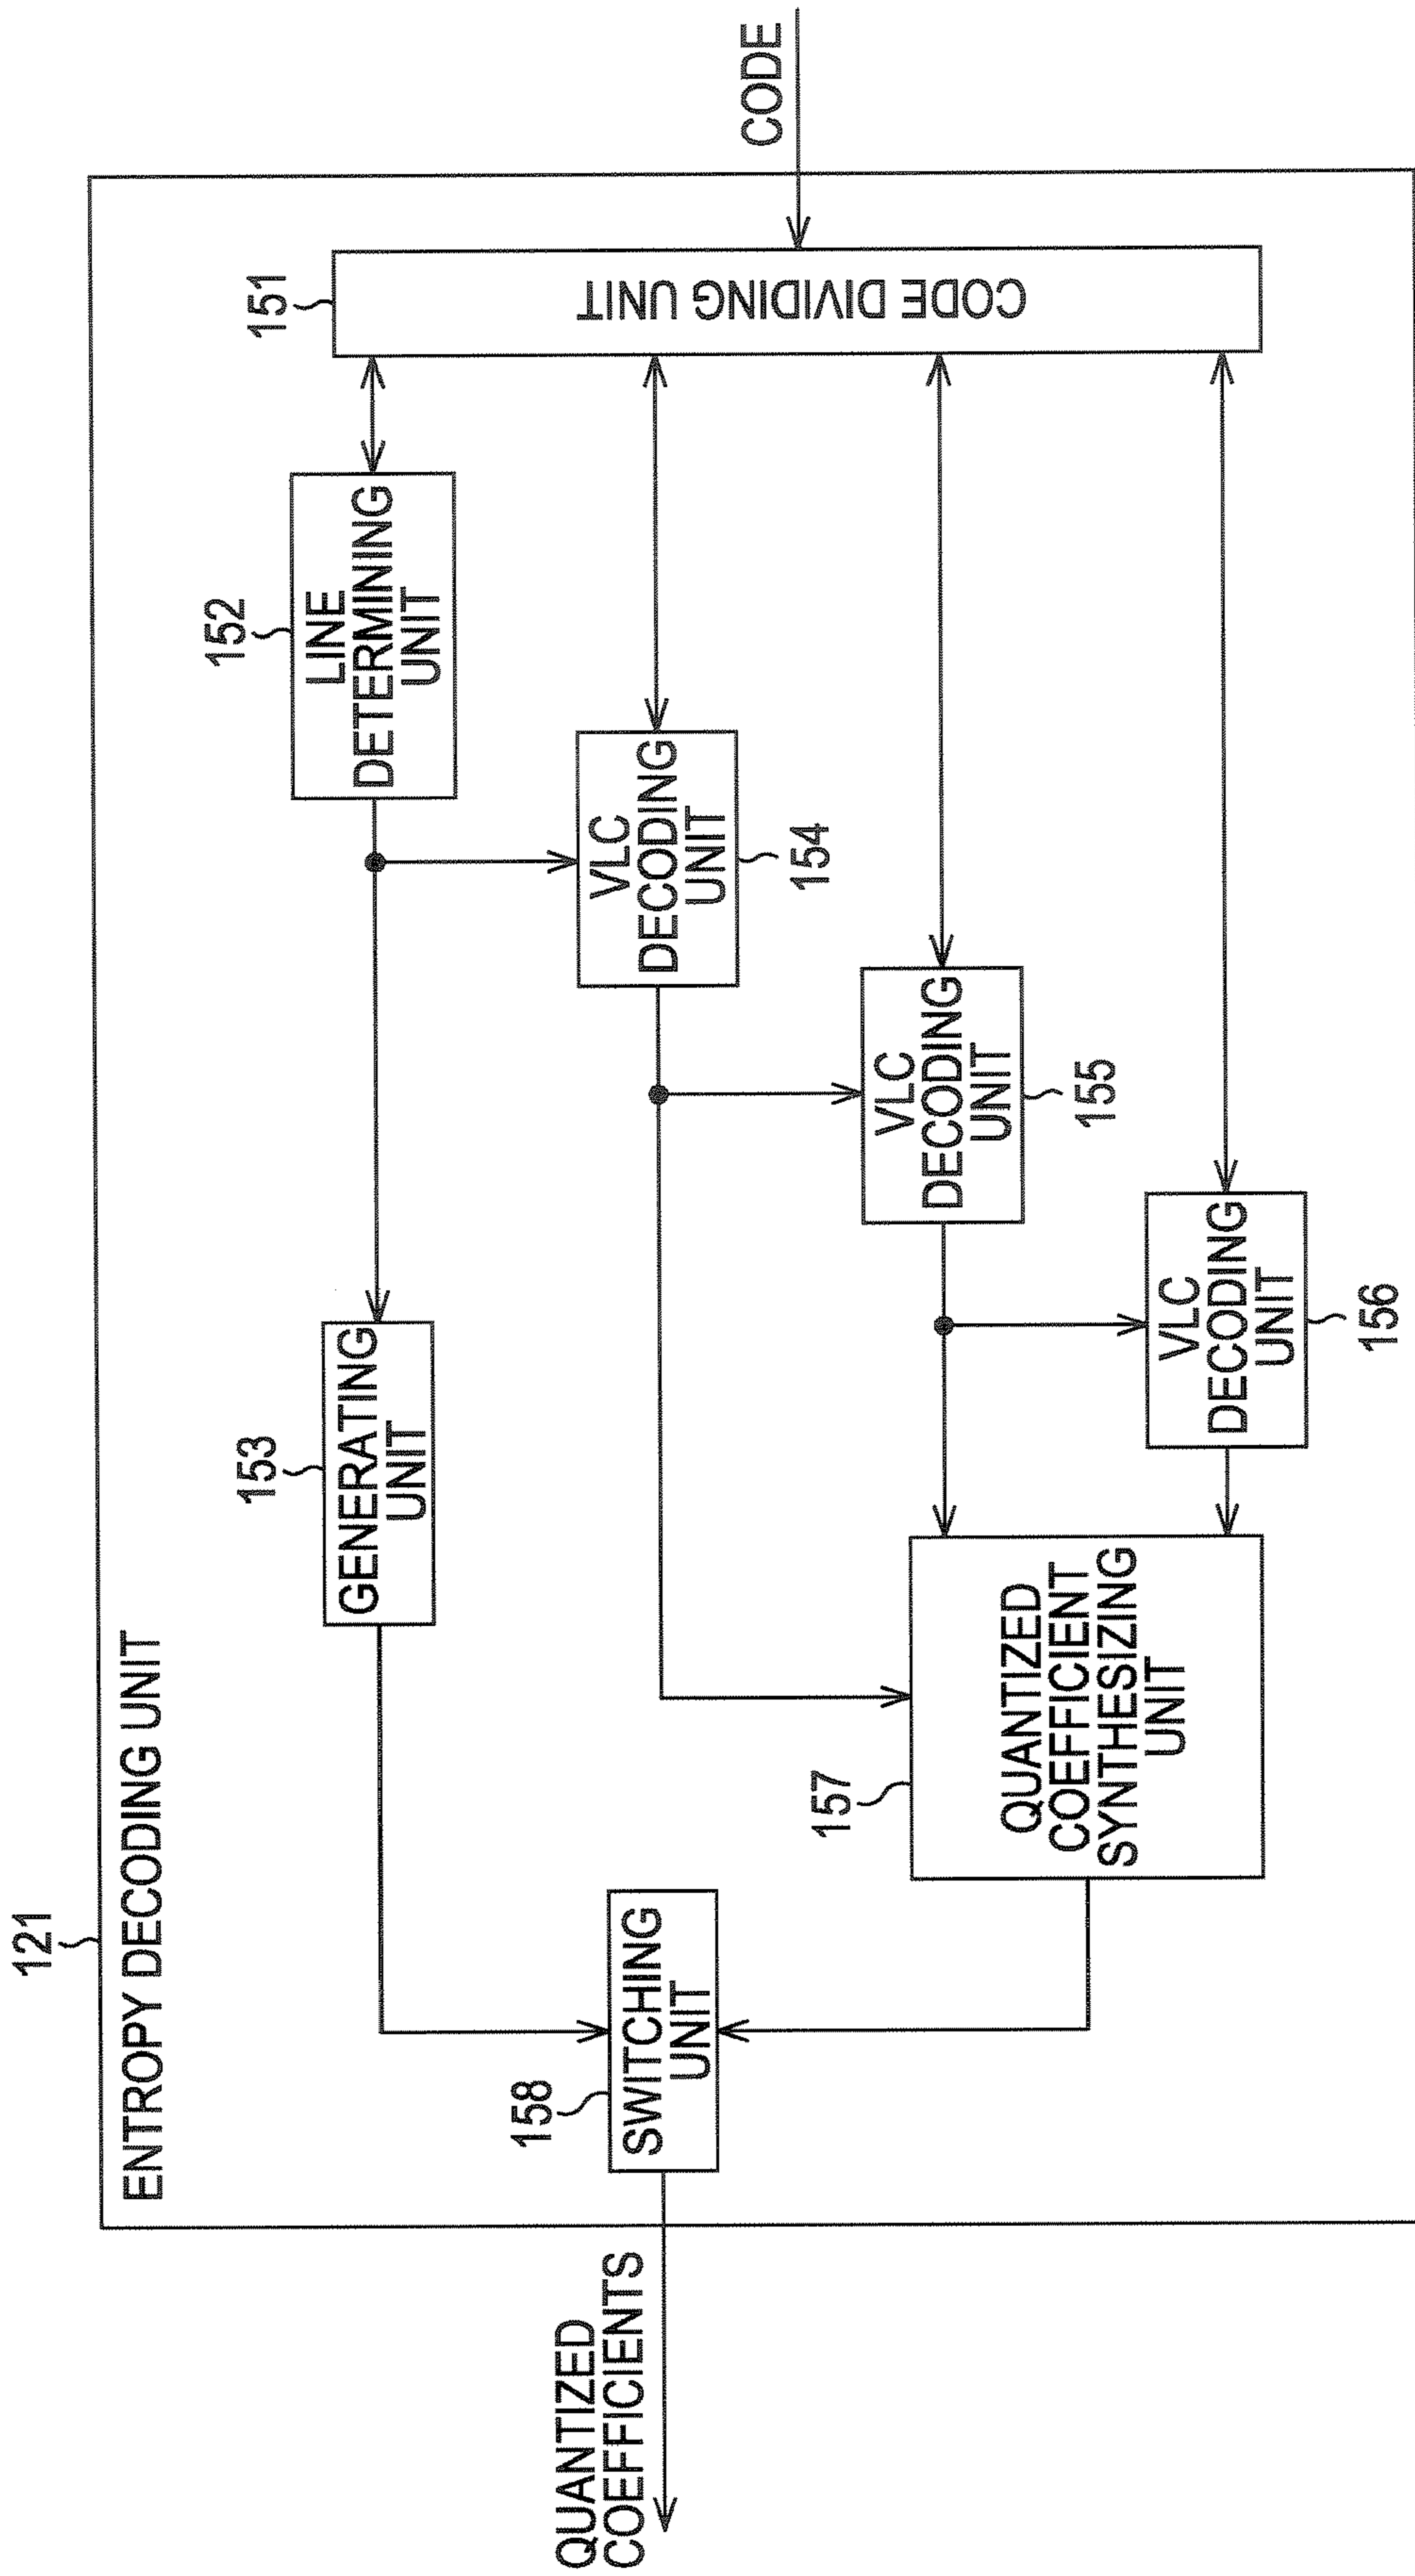 121
ENTROPY DECODING UNIT
CODE
151
CODE DIVIDING UNIT
152
LINE
DETERMINING
UNIT
153
GENERATING
UNIT
VLC
DECODING
UNIT
154
VLC
DECODING
UNIT
155
VLC
DECODING
UNIT
156
157
QUANTIZED
COEFFICIENT
SYNTHESIZING
UNIT
158
SWITCHING
UNIT
QUANTIZED
COEFFICIENTS